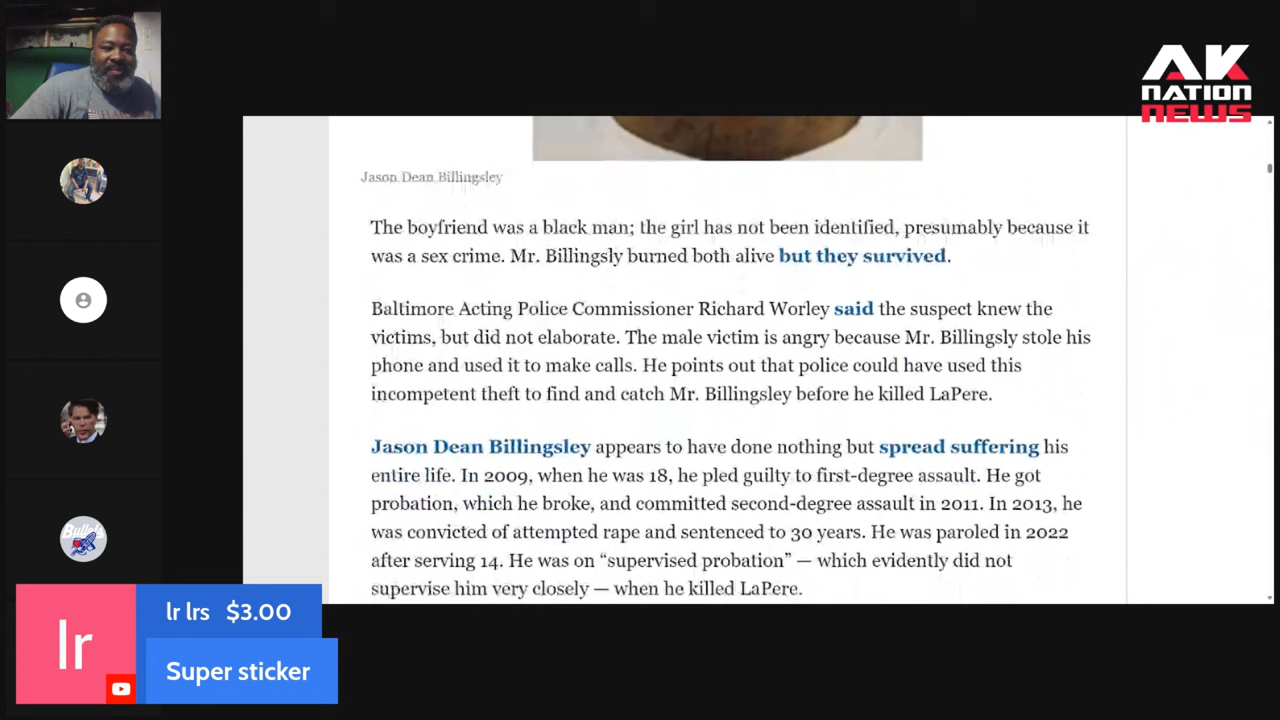 AK
NATION
NEWS
Jason Dean Billingsley
The boyfriend was a black man; the girl has not been identified, presumably because it
was a sex crime. Mr. Billingsly burned both alive but they survived.
Baltimore Acting Police Commissioner Richard Worley said the suspect knew the
victims, but did not elaborate. The male victim is angry because Mr. Billingsly stole his
phone and used it to make calls. He points out that police could have used this
incompetent theft to find and catch Mr. Billingsley before he killed LaPere.
Jason Dean Billingsley appears to have done nothing but spread suffering his
entire life. In 2009, when he was 18, he pled guilty to first-degree assault. He got
probation, which he broke, and committed second-degree assault in 2011. In 2013, he
was convicted of attempted rape and sentenced to 30 years. He was paroled in 2022
after serving 14. He was on “supervised probation” — which evidently did not
supervise him very closely — when he killed LaPere.
Bullets
lr
lr lrs $3.00
Super sticker